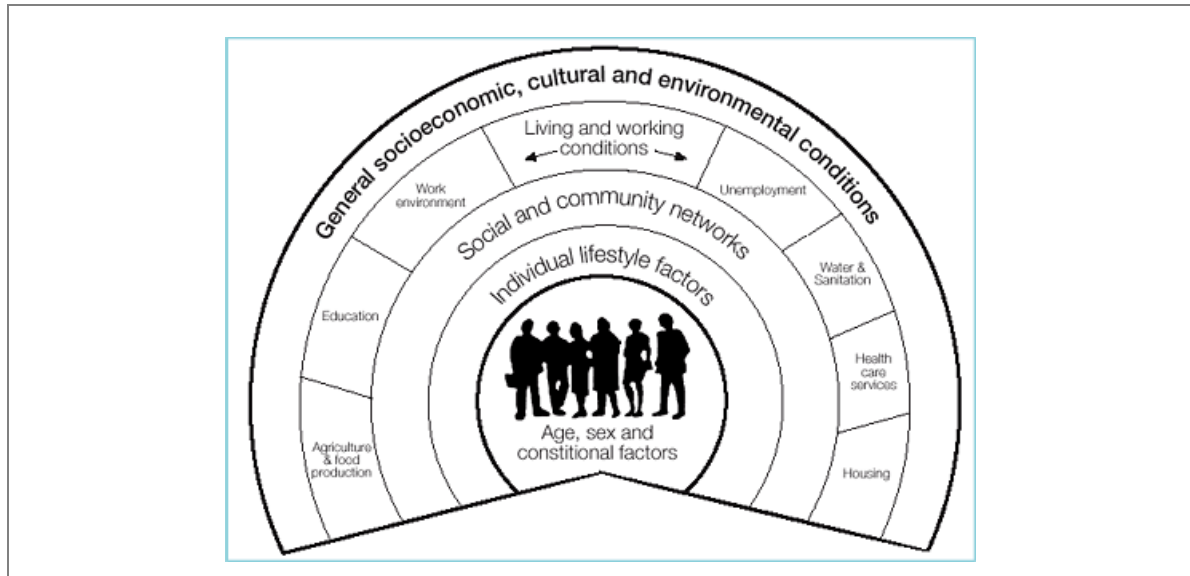 General socioeconomic, cultural and environmental conditions
Living and working
conditions
Work
environment
Unemployment
Social and community networks
Water &
Sanitation
Individual lifestyle factors
Education
Health
care
services
Age, sex and
constitional factors
Agriculture
& food
production
Housing